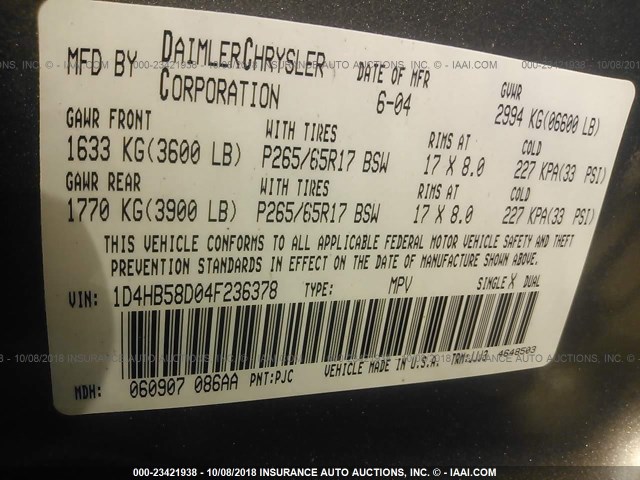 MFD BY DAIMLERCHRYSLER CORPORATION DATE OF MFR 6-04 GVWR 2994 KG(06600 LB)
GAWR FRONT WITH TIRES RIMS AT COLD
1633 KG(3600 LB) P265/65R17 BSW 17 X 8.0 227 KPA(33 PSI)
GAWR REAR WITH TIRES RIMS AT COLD
1770 KG(3900 LB) P265/65R17 BSW 17 X 8.0 227 KPA(33 PSI)
THIS VEHICLE CONFORMS TO ALL APPLICABLE FEDERAL MOTOR VEHICLE SAFETY AND THEFT
PREVENTION STANDARDS IN EFFECT ON THE DATE OF MANUFACTURE SHOWN ABOVE.
VIN: 1D4HB58D04F236378 TYPE: MPV SINGLE X DUAL
MDH: 060907 086AA PNT:PJC VEHICLE MADE IN U.S.A. TRM:JJV3 4648503
000-23421938 - 10/08/2018 INSURANCE AUTO AUCTIONS CORP. - © IAAI.COM